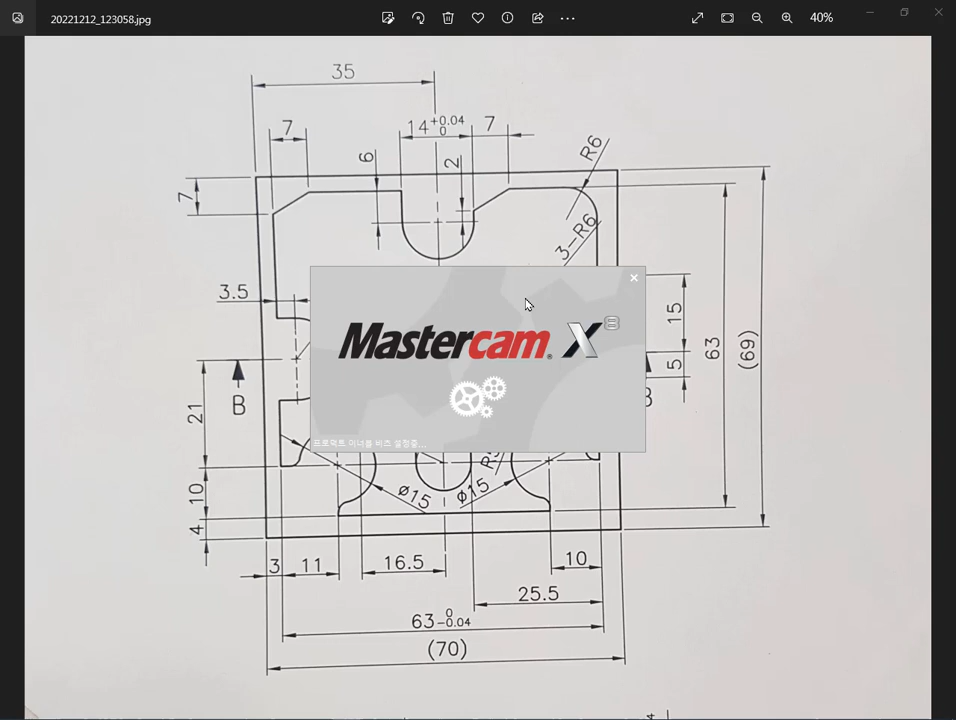 20221212_123058.jpg
40%
35
7
14 +0.04 0
7
6
2
R6
7
3-R6
3.5
15
63
(69)
5
B
21
10
4
Mastercam X8
ø15
ø15
3
11
16.5
10
25.5
63 0 -0.04
(70)